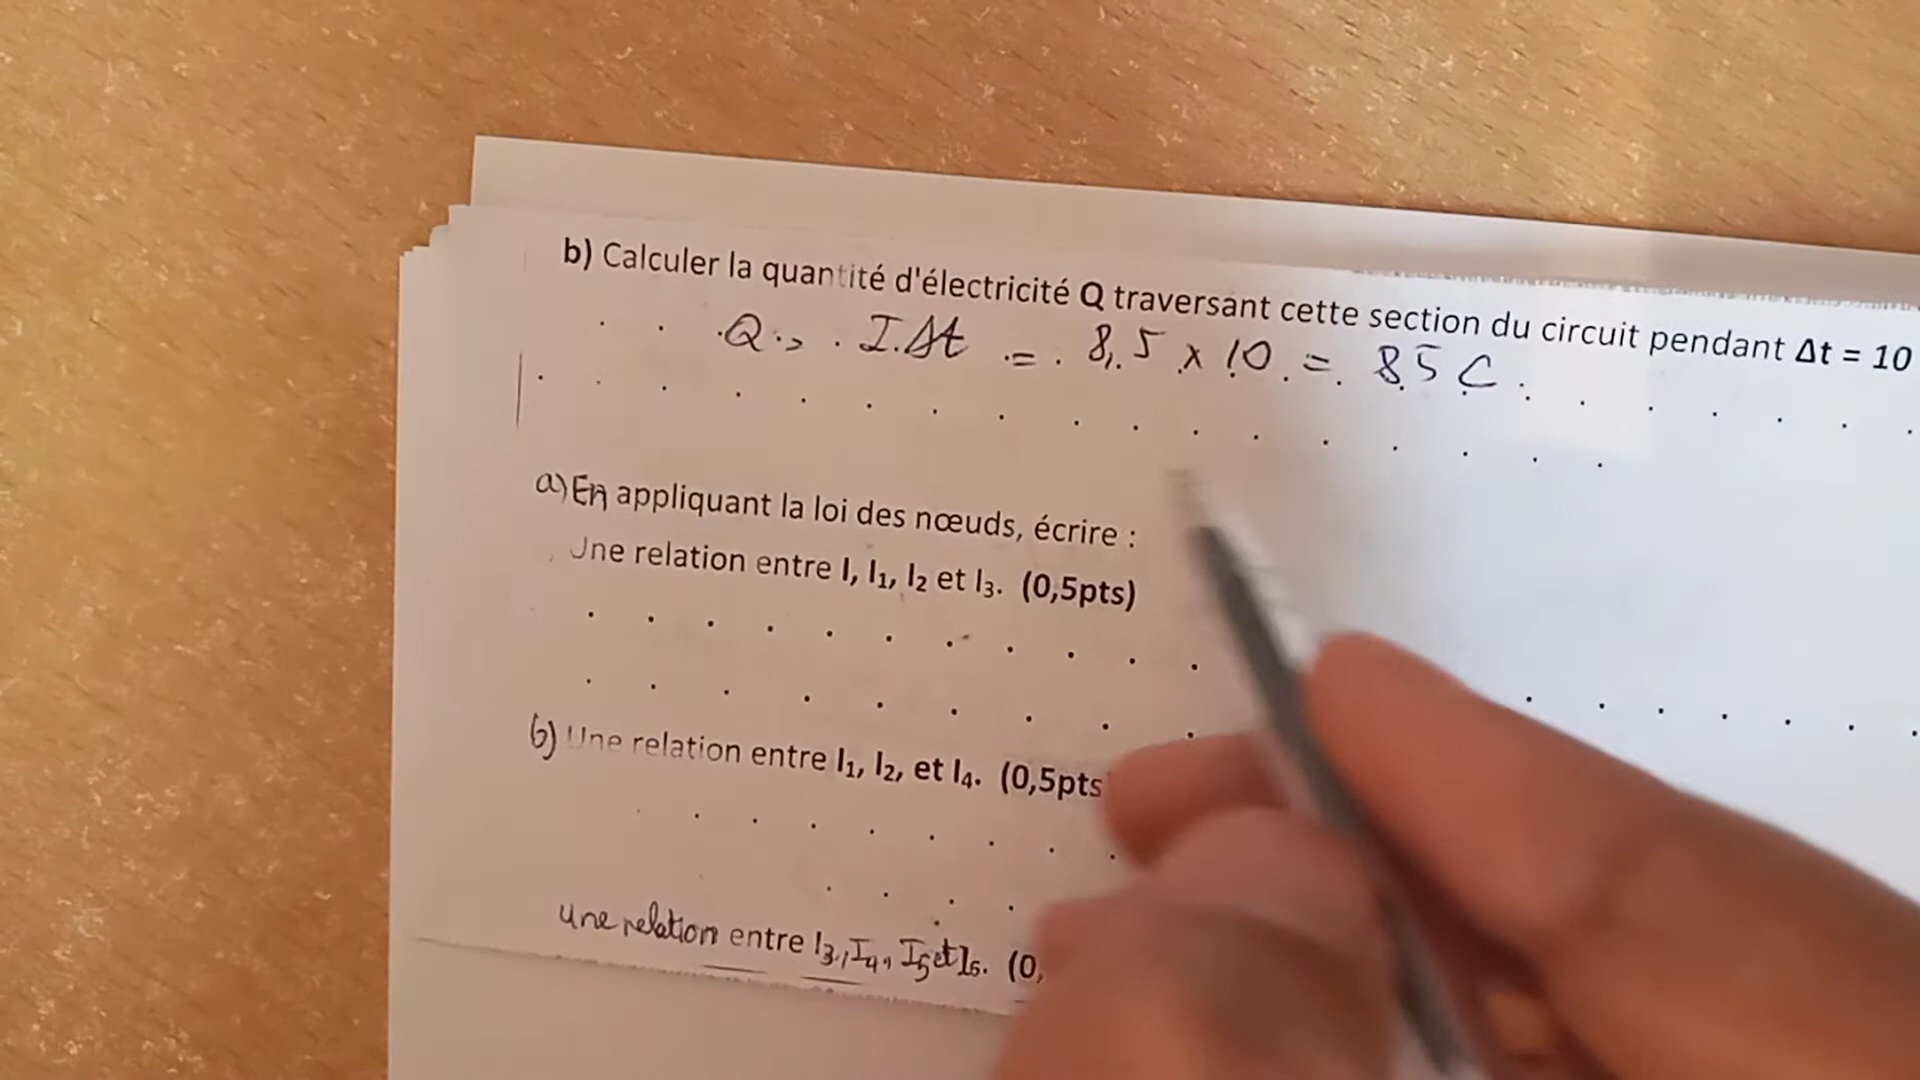 b) Calculer la quantité d'électricité Q traversant cette section du circuit pendant Δt = 10
Q = I.Δt = 8,5 x 10 = 85 C
a) En appliquant la loi des nœuds, écrire :
Une relation entre I, I₁, I₂ et I₃. (0,5pts)
b) Une relation entre I₁, I₂, et I₄. (0,5pts
une relation entre I₃, I₄, I₅ et I₆. (0,